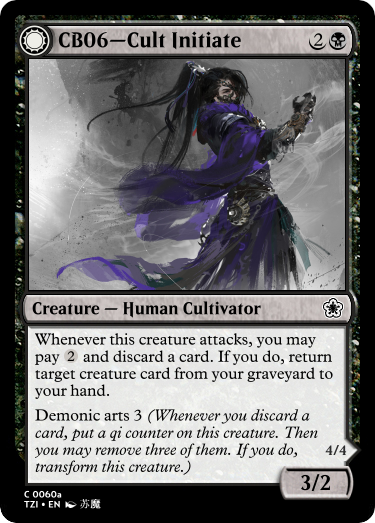 CB06—Cult Initiate 2
Creature — Human Cultivator
Whenever this creature attacks, you may
pay 2 and discard a card. If you do, return
target creature card from your graveyard to
your hand.
Demonic arts 3 (Whenever you discard a
card, put a qi counter on this creature. Then
you may remove three of them. If you do,
transform this creature.)
4/4
3/2
C 0060a
TZI • EN 苏魔